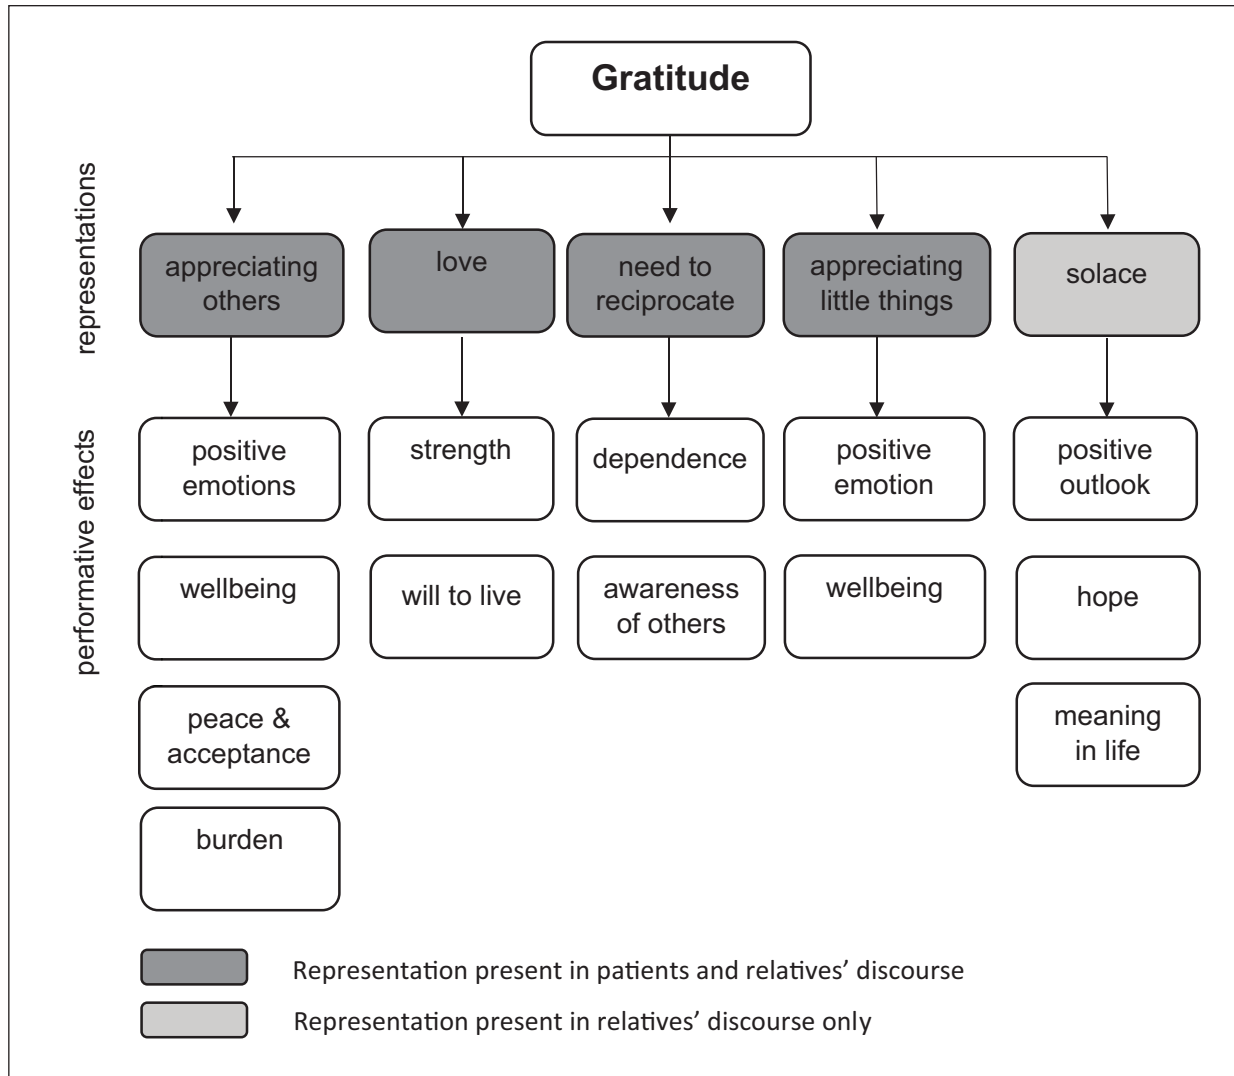 Gratitude
representations
appreciating
others
love
need to
reciprocate
appreciating
little things
solace
performative effects
positive
emotions
strength
dependence
positive
emotion
positive
outlook
wellbeing
will to live
awareness
of others
wellbeing
hope
peace &
acceptance
meaning
in life
burden
Representation present in patients and relatives’ discourse
Representation present in relatives’ discourse only